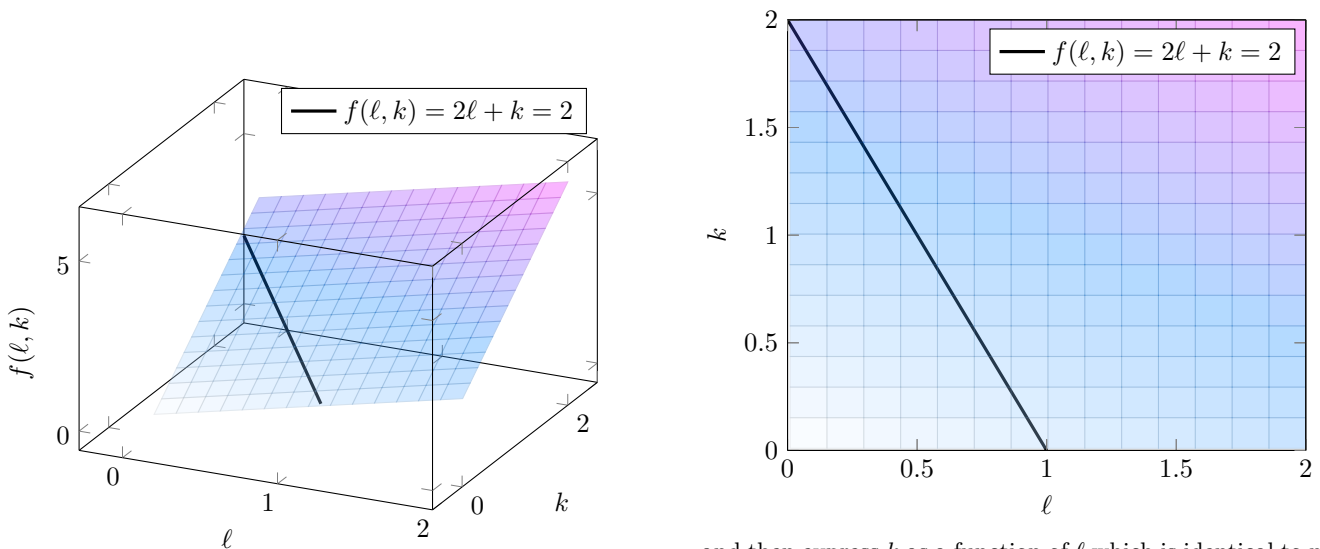 f(ℓ, k) = 2ℓ + k = 2
5
0
f(ℓ, k)
0
1
2
ℓ
0
2
k
f(ℓ, k) = 2ℓ + k = 2
2
1.5
1
0.5
0
k
0
0.5
1
1.5
2
ℓ
and then express k as a function of ℓ which is identical to